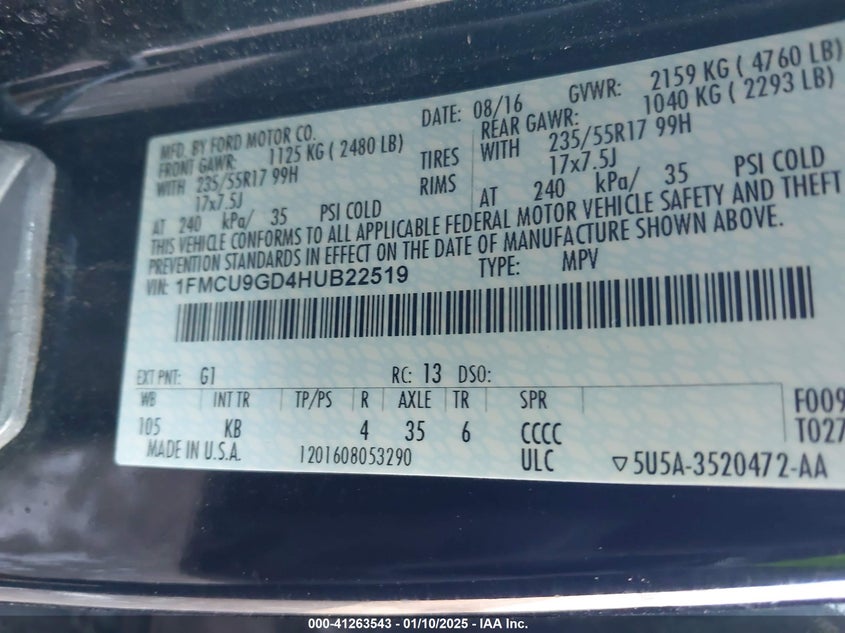 MFD. BY FORD MOTOR CO. DATE: 08/16 GVWR: 2159 KG ( 4760 LB)
FRONT GAWR: 1125 KG ( 2480 LB) REAR GAWR: 1040 KG ( 2293 LB)
WITH 235/55R17 99H TIRES WITH 235/55R17 99H
17x7.5J RIMS 17x7.5J
AT 240 kPa/ 35 PSI COLD AT 240 kPa/ 35 PSI COLD
THIS VEHICLE CONFORMS TO ALL APPLICABLE FEDERAL MOTOR VEHICLE SAFETY AND THEFT
PREVENTION STANDARDS IN EFFECT ON THE DATE OF MANUFACTURE SHOWN ABOVE.
VIN: 1FMCU9GD4HUB22519 TYPE: MPV
EXT PNT: G1 RC: 13 DSO:
WB INT TR TP/PS R AXLE TR SPR F009
105 KB 4 35 6 CCCC T027
MADE IN U.S.A. 1201608053290 ULC ▽5U5A-3520472-AA
000-41263543 - 01/10/2025 - IAA Inc.